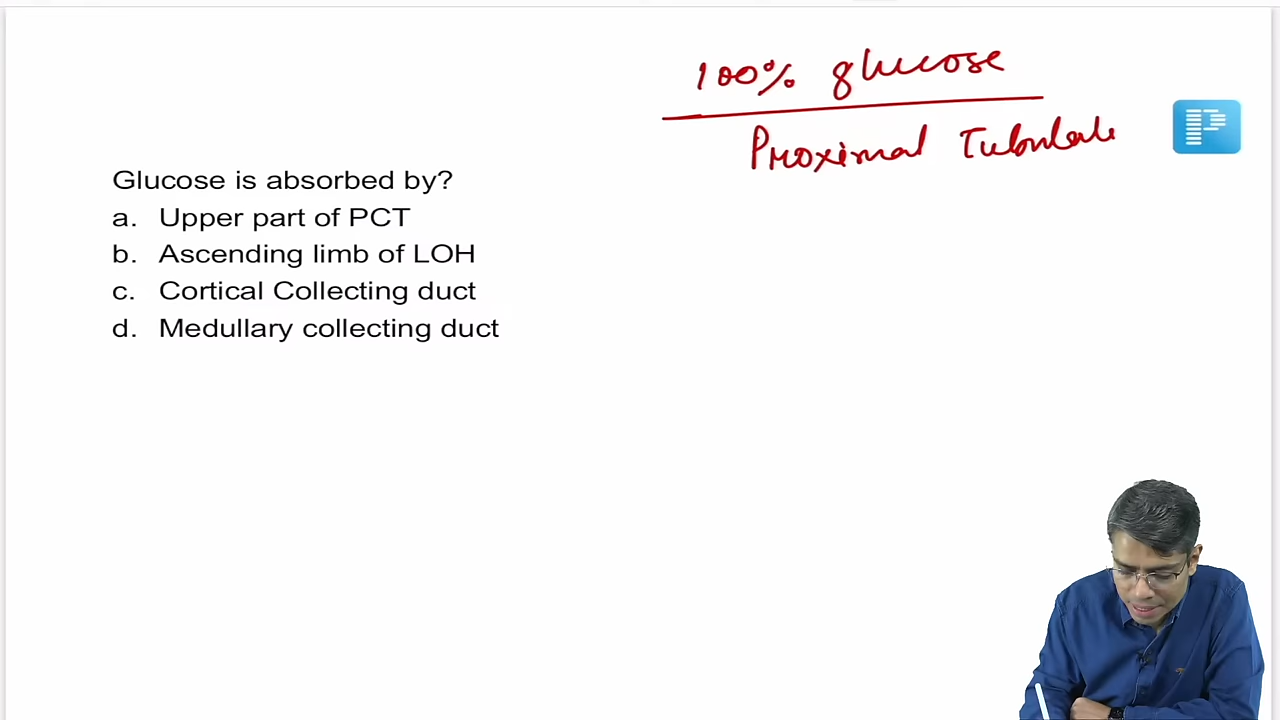 100% glucose
Proximal Tubule
Glucose is absorbed by?
a. Upper part of PCT
b. Ascending limb of LOH
c. Cortical Collecting duct
d. Medullary collecting duct